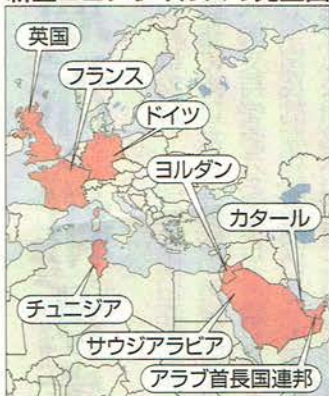 英国
フランス
ドイツ
ヨルダン
カタール
チュニジア
サウジアラビア
アラブ首長国連邦